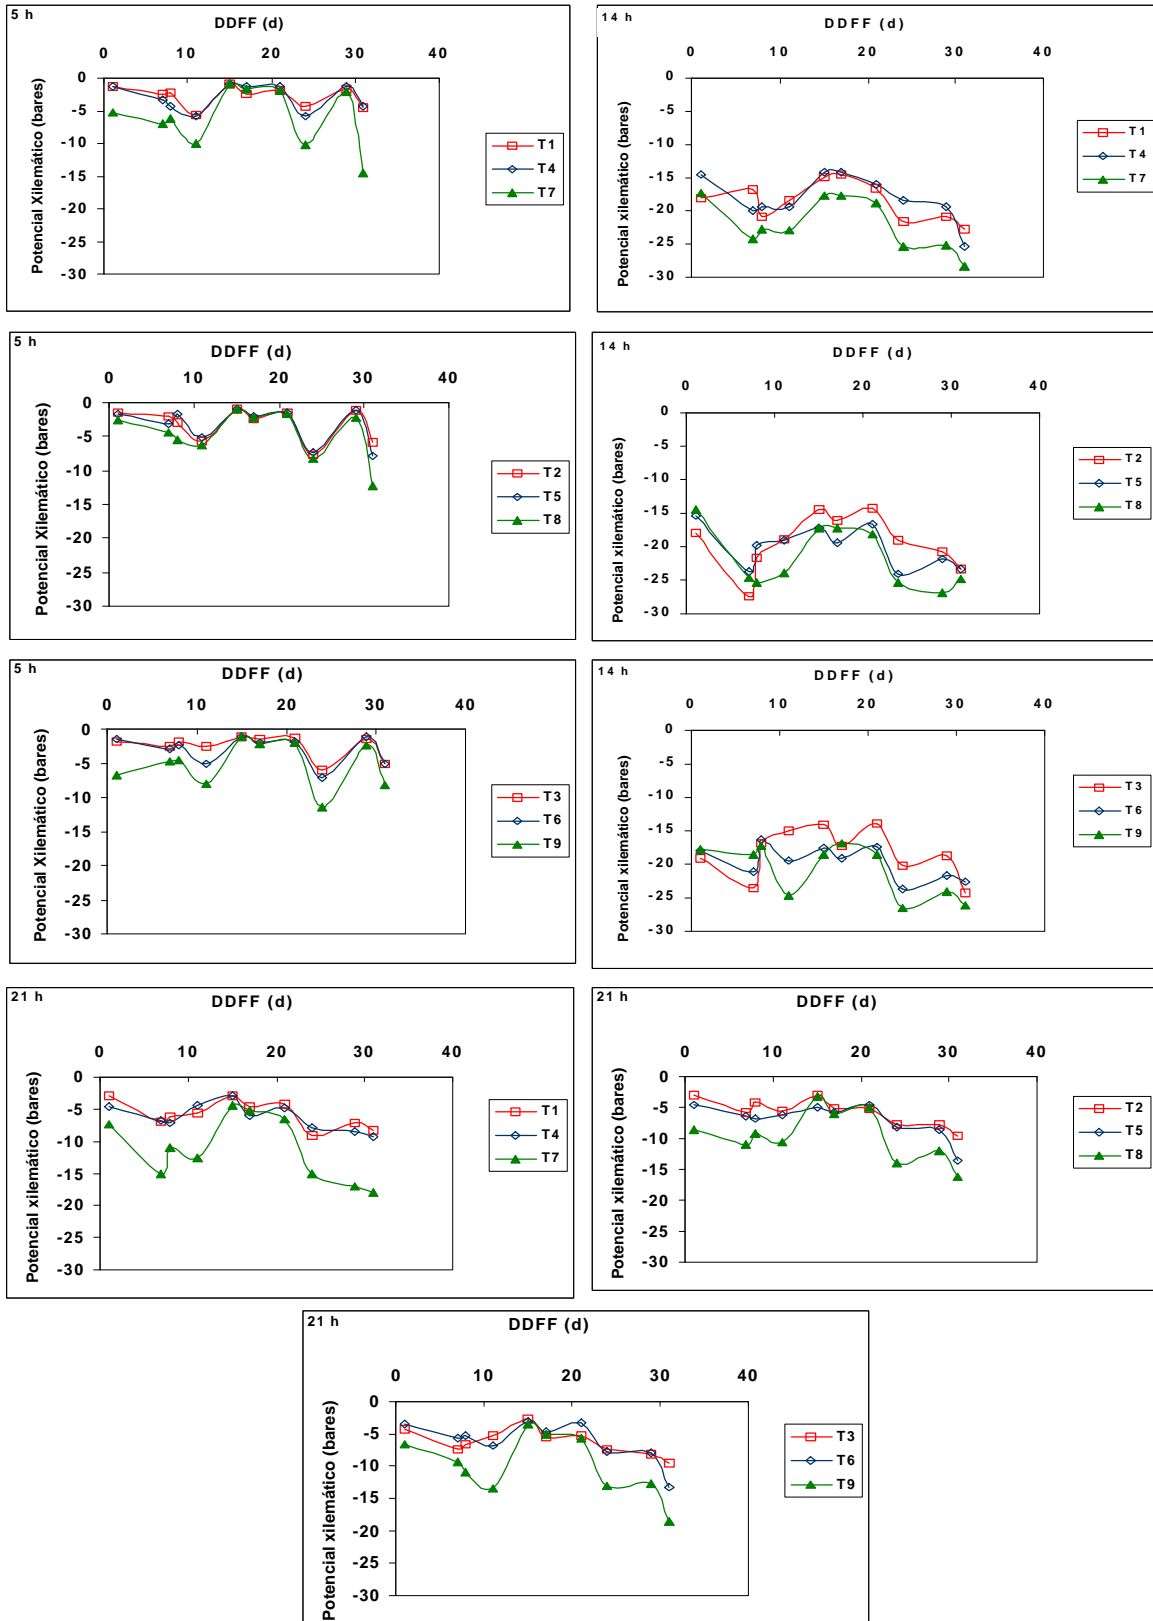 5 h
DDFF (d)
0 10 20 30 40
Potencial Xilemático (bares)
0
-5
-10
-15
-20
-25
-30
T1
T4
T7
14 h
DDFF (d)
0 10 20 30 40
Potencial xilemático (bares)
0
-5
-10
-15
-20
-25
-30
T1
T4
T7
5 h
DDFF (d)
0 10 20 30 40
Potencial Xilemático (bares)
0
-5
-10
-15
-20
-25
-30
T2
T5
T8
14 h
DDFF (d)
0 10 20 30 40
Potencial xilemático (bares)
0
-5
-10
-15
-20
-25
-30
T2
T5
T8
5 h
DDFF (d)
0 10 20 30 40
Potencial Xilemático (bares)
0
-5
-10
-15
-20
-25
-30
T3
T6
T9
14 h
DDFF (d)
0 10 20 30 40
Potencial xilemático (bares)
0
-5
-10
-15
-20
-25
-30
T3
T6
T9
21 h
DDFF (d)
0 10 20 30 40
Potencial xilemático (bares)
0
-5
-10
-15
-20
-25
-30
T1
T4
T7
21 h
DDFF (d)
0 10 20 30 40
Potencial xilemático (bares)
0
-5
-10
-15
-20
-25
-30
T2
T5
T8
21 h
DDFF (d)
0 10 20 30 40
Potencial xilemático (bares)
0
-5
-10
-15
-20
-25
-30
T3
T6
T9